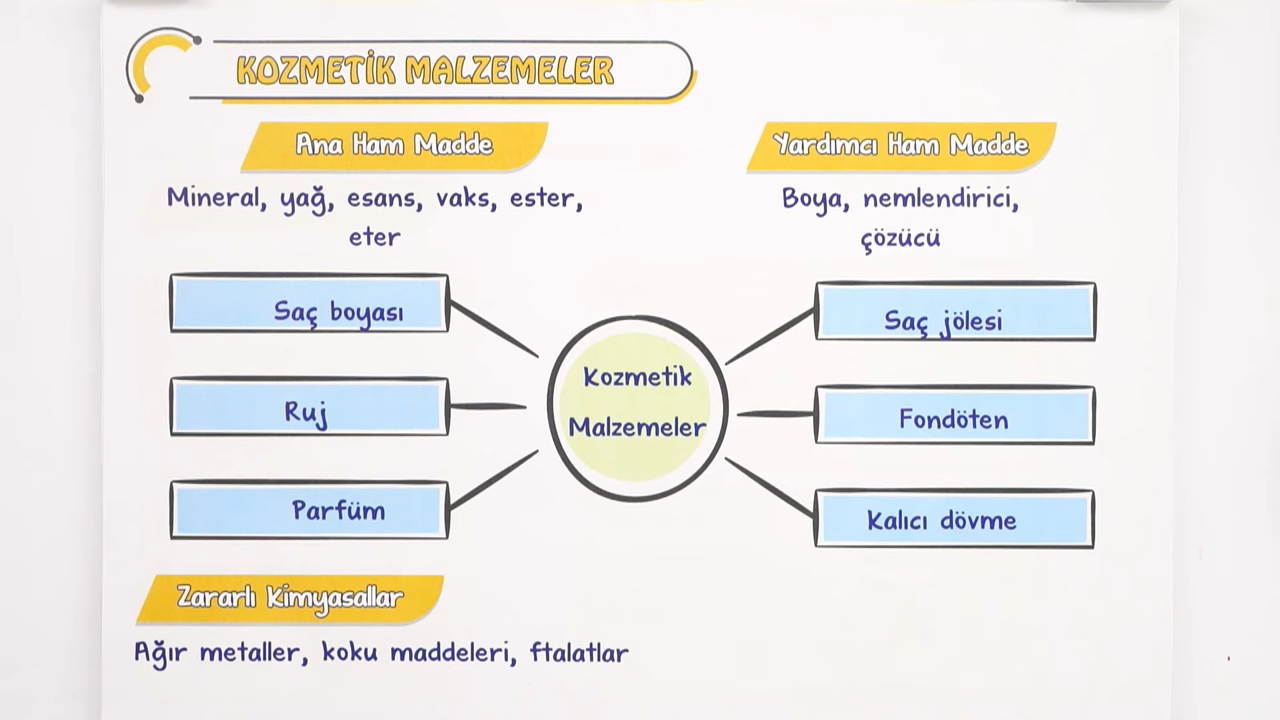 KOZMETİK MALZEMELER
Ana Ham Madde
Mineral, yağ, esans, vaks, ester,
eter
Yardımcı Ham Madde
Boya, nemlendirici,
çözücü
Saç boyası
Ruj
Parfüm
Kozmetik
Malzemeler
Saç jölesi
Fondöten
Kalıcı dövme
Zararlı Kimyasallar
Ağır metaller, koku maddeleri, ftalatlar